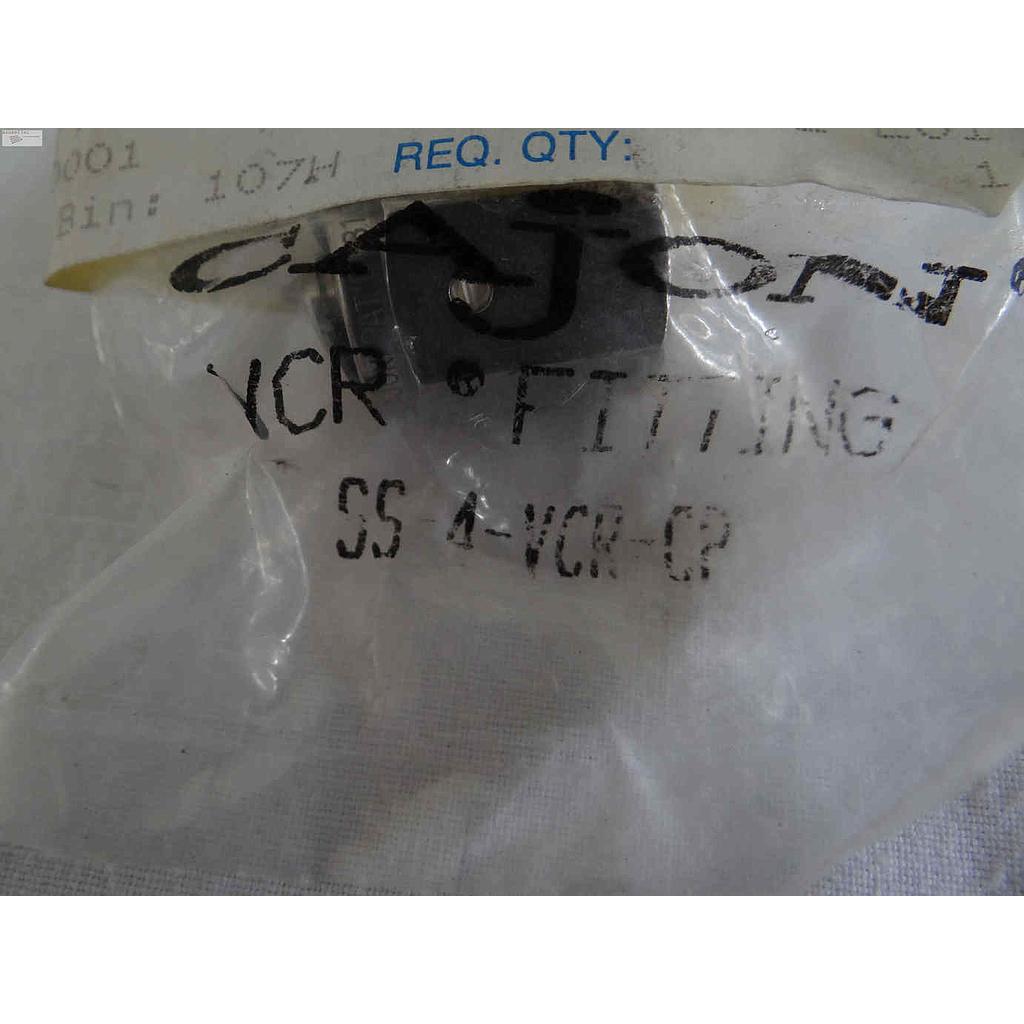 0001 REQ. QTY: 1
Bin: 107H
CAJON®
VCR® FITTING
SS-4-VCR-CP